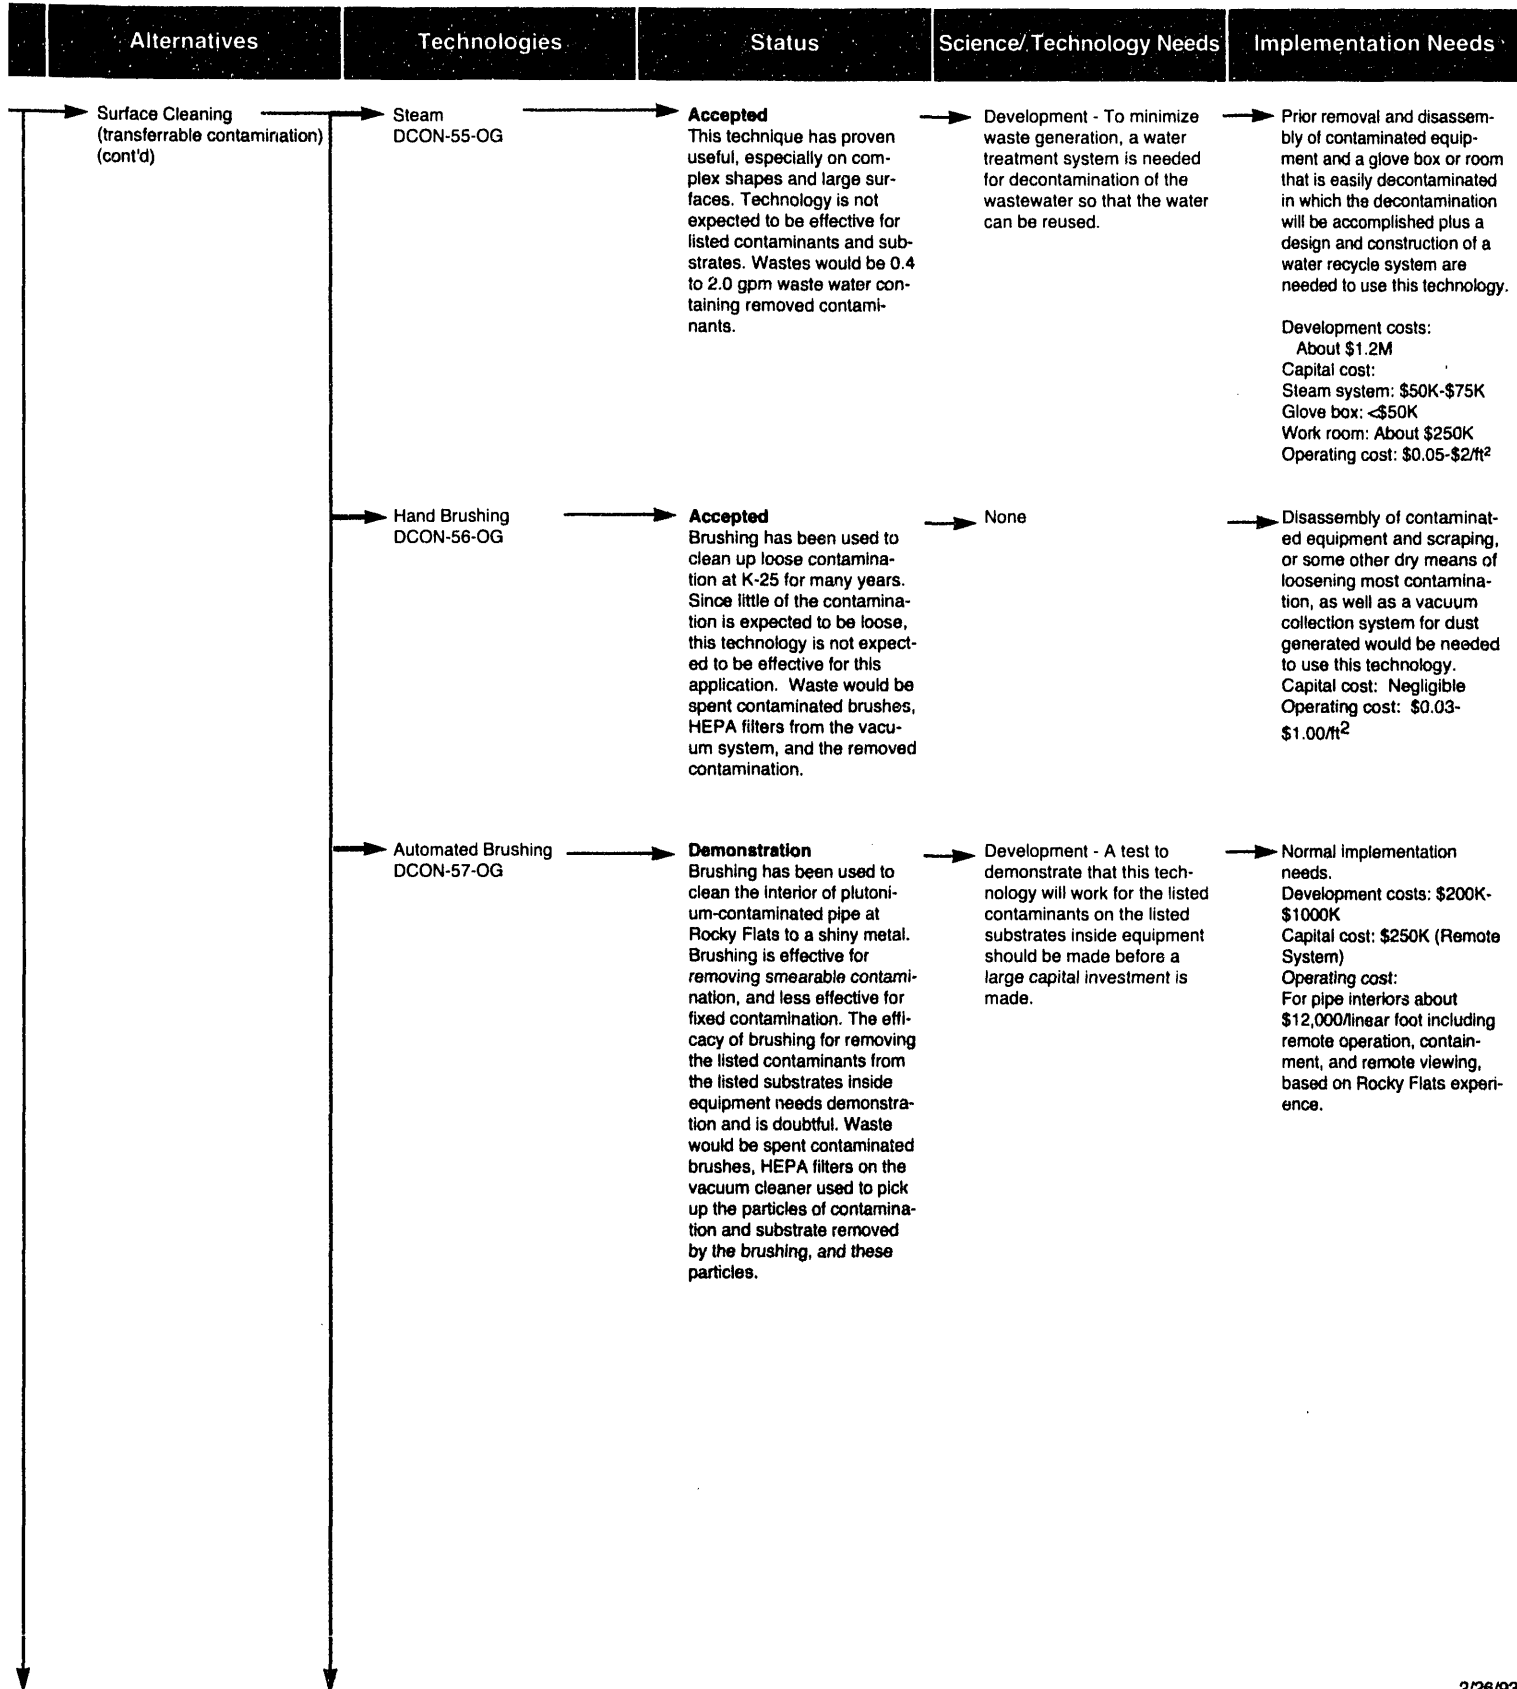 Alternatives
Technologies
Status
Science/ Technology Needs
Implementation Needs
Surface Cleaning
(transferrable contamination)
(cont'd)
Steam
DCON-55-OG
Accepted
This technique has proven
useful, especially on com-
plex shapes and large sur-
faces. Technology is not
expected to be effective for
listed contaminants and sub-
strates. Wastes would be 0.4
to 2.0 gpm waste water con-
taining removed contami-
nants.
Development - To minimize
waste generation, a water
treatment system is needed
for decontamination of the
wastewater so that the water
can be reused.
Prior removal and disassem-
bly of contaminated equip-
ment and a glove box or room
that is easily decontaminated
in which the decontamination
will be accomplished plus a
design and construction of a
water recycle system are
needed to use this technology.
Development costs:
About $1.2M
Capital cost:
Steam system: $50K-$75K
Glove box: <$50K
Work room: About $250K
Operating cost: $0.05-$2/ft²
Hand Brushing
DCON-56-OG
Accepted
Brushing has been used to
clean up loose contamina-
tion at K-25 for many years.
Since little of the contamina-
tion is expected to be loose,
this technology is not expect-
ed to be effective for this
application. Waste would be
spent contaminated brushes,
HEPA filters from the vacu-
um system, and the removed
contamination.
None
Disassembly of contaminat-
ed equipment and scraping,
or some other dry means of
loosening most contamina-
tion, as well as a vacuum
collection system for dust
generated would be needed
to use this technology.
Capital cost: Negligible
Operating cost: $0.03-
$1.00/ft²
Automated Brushing
DCON-57-OG
Demonstration
Brushing has been used to
clean the interior of plutoni-
um-contaminated pipe at
Rocky Flats to a shiny metal.
Brushing is effective for
removing smearable contami-
nation, and less effective for
fixed contamination. The effi-
cacy of brushing for removing
the listed contaminants from
the listed substrates inside
equipment needs demonstra-
tion and is doubtful. Waste
would be spent contaminated
brushes, HEPA filters on the
vacuum cleaner used to pick
up the particles of contamina-
tion and substrate removed
by the brushing, and these
particles.
Development - A test to
demonstrate that this tech-
nology will work for the listed
contaminants on the listed
substrates inside equipment
should be made before a
large capital investment is
made.
Normal implementation
needs.
Development costs: $200K-
$1000K
Capital cost: $250K (Remote
System)
Operating cost:
For pipe interiors about
$12,000/linear foot including
remote operation, contain-
ment, and remote viewing,
based on Rocky Flats experi-
ence.